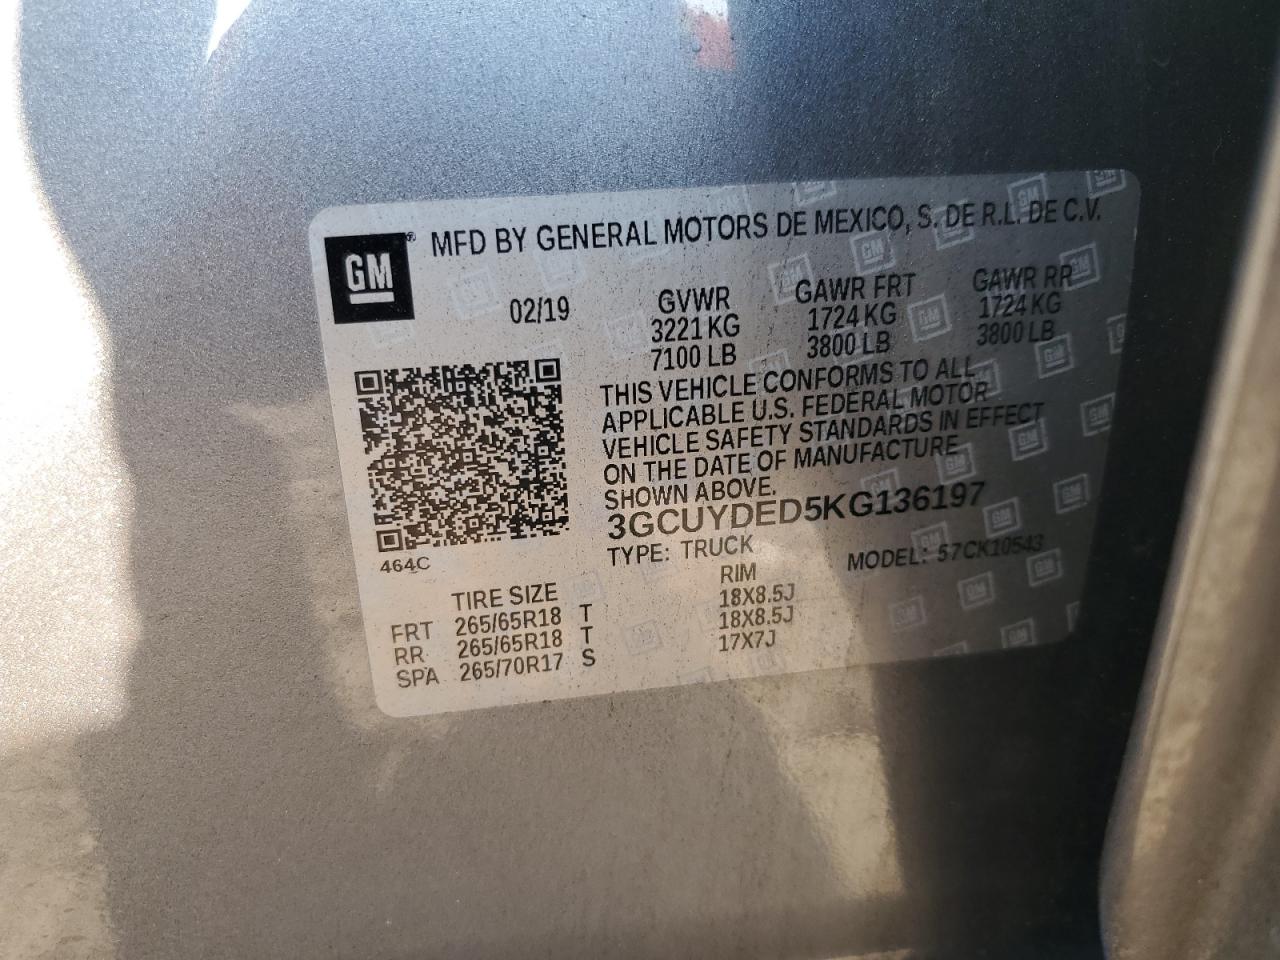 GM®
MFD BY GENERAL MOTORS DE MEXICO, S. DE R.L. DE C.V.
02/19 GVWR GAWR FRT GAWR RR
3221 KG 1724 KG 1724 KG
7100 LB 3800 LB 3800 LB
THIS VEHICLE CONFORMS TO ALL
APPLICABLE U.S. FEDERAL MOTOR
VEHICLE SAFETY STANDARDS IN EFFECT
ON THE DATE OF MANUFACTURE
SHOWN ABOVE.
3GCUYDED5KG136197
464C TYPE: TRUCK MODEL: 57CK10543
TIRE SIZE RIM
FRT 265/65R18 T 18X8.5J
RR 265/65R18 T 18X8.5J
SPA 265/70R17 S 17X7J